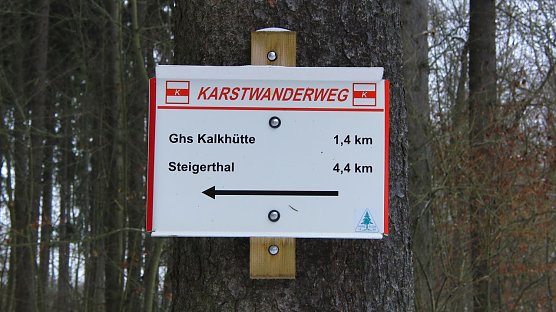 K KARSTWANDERWEG K
Ghs Kalkhütte 1,4 km
Steigerthal 4,4 km